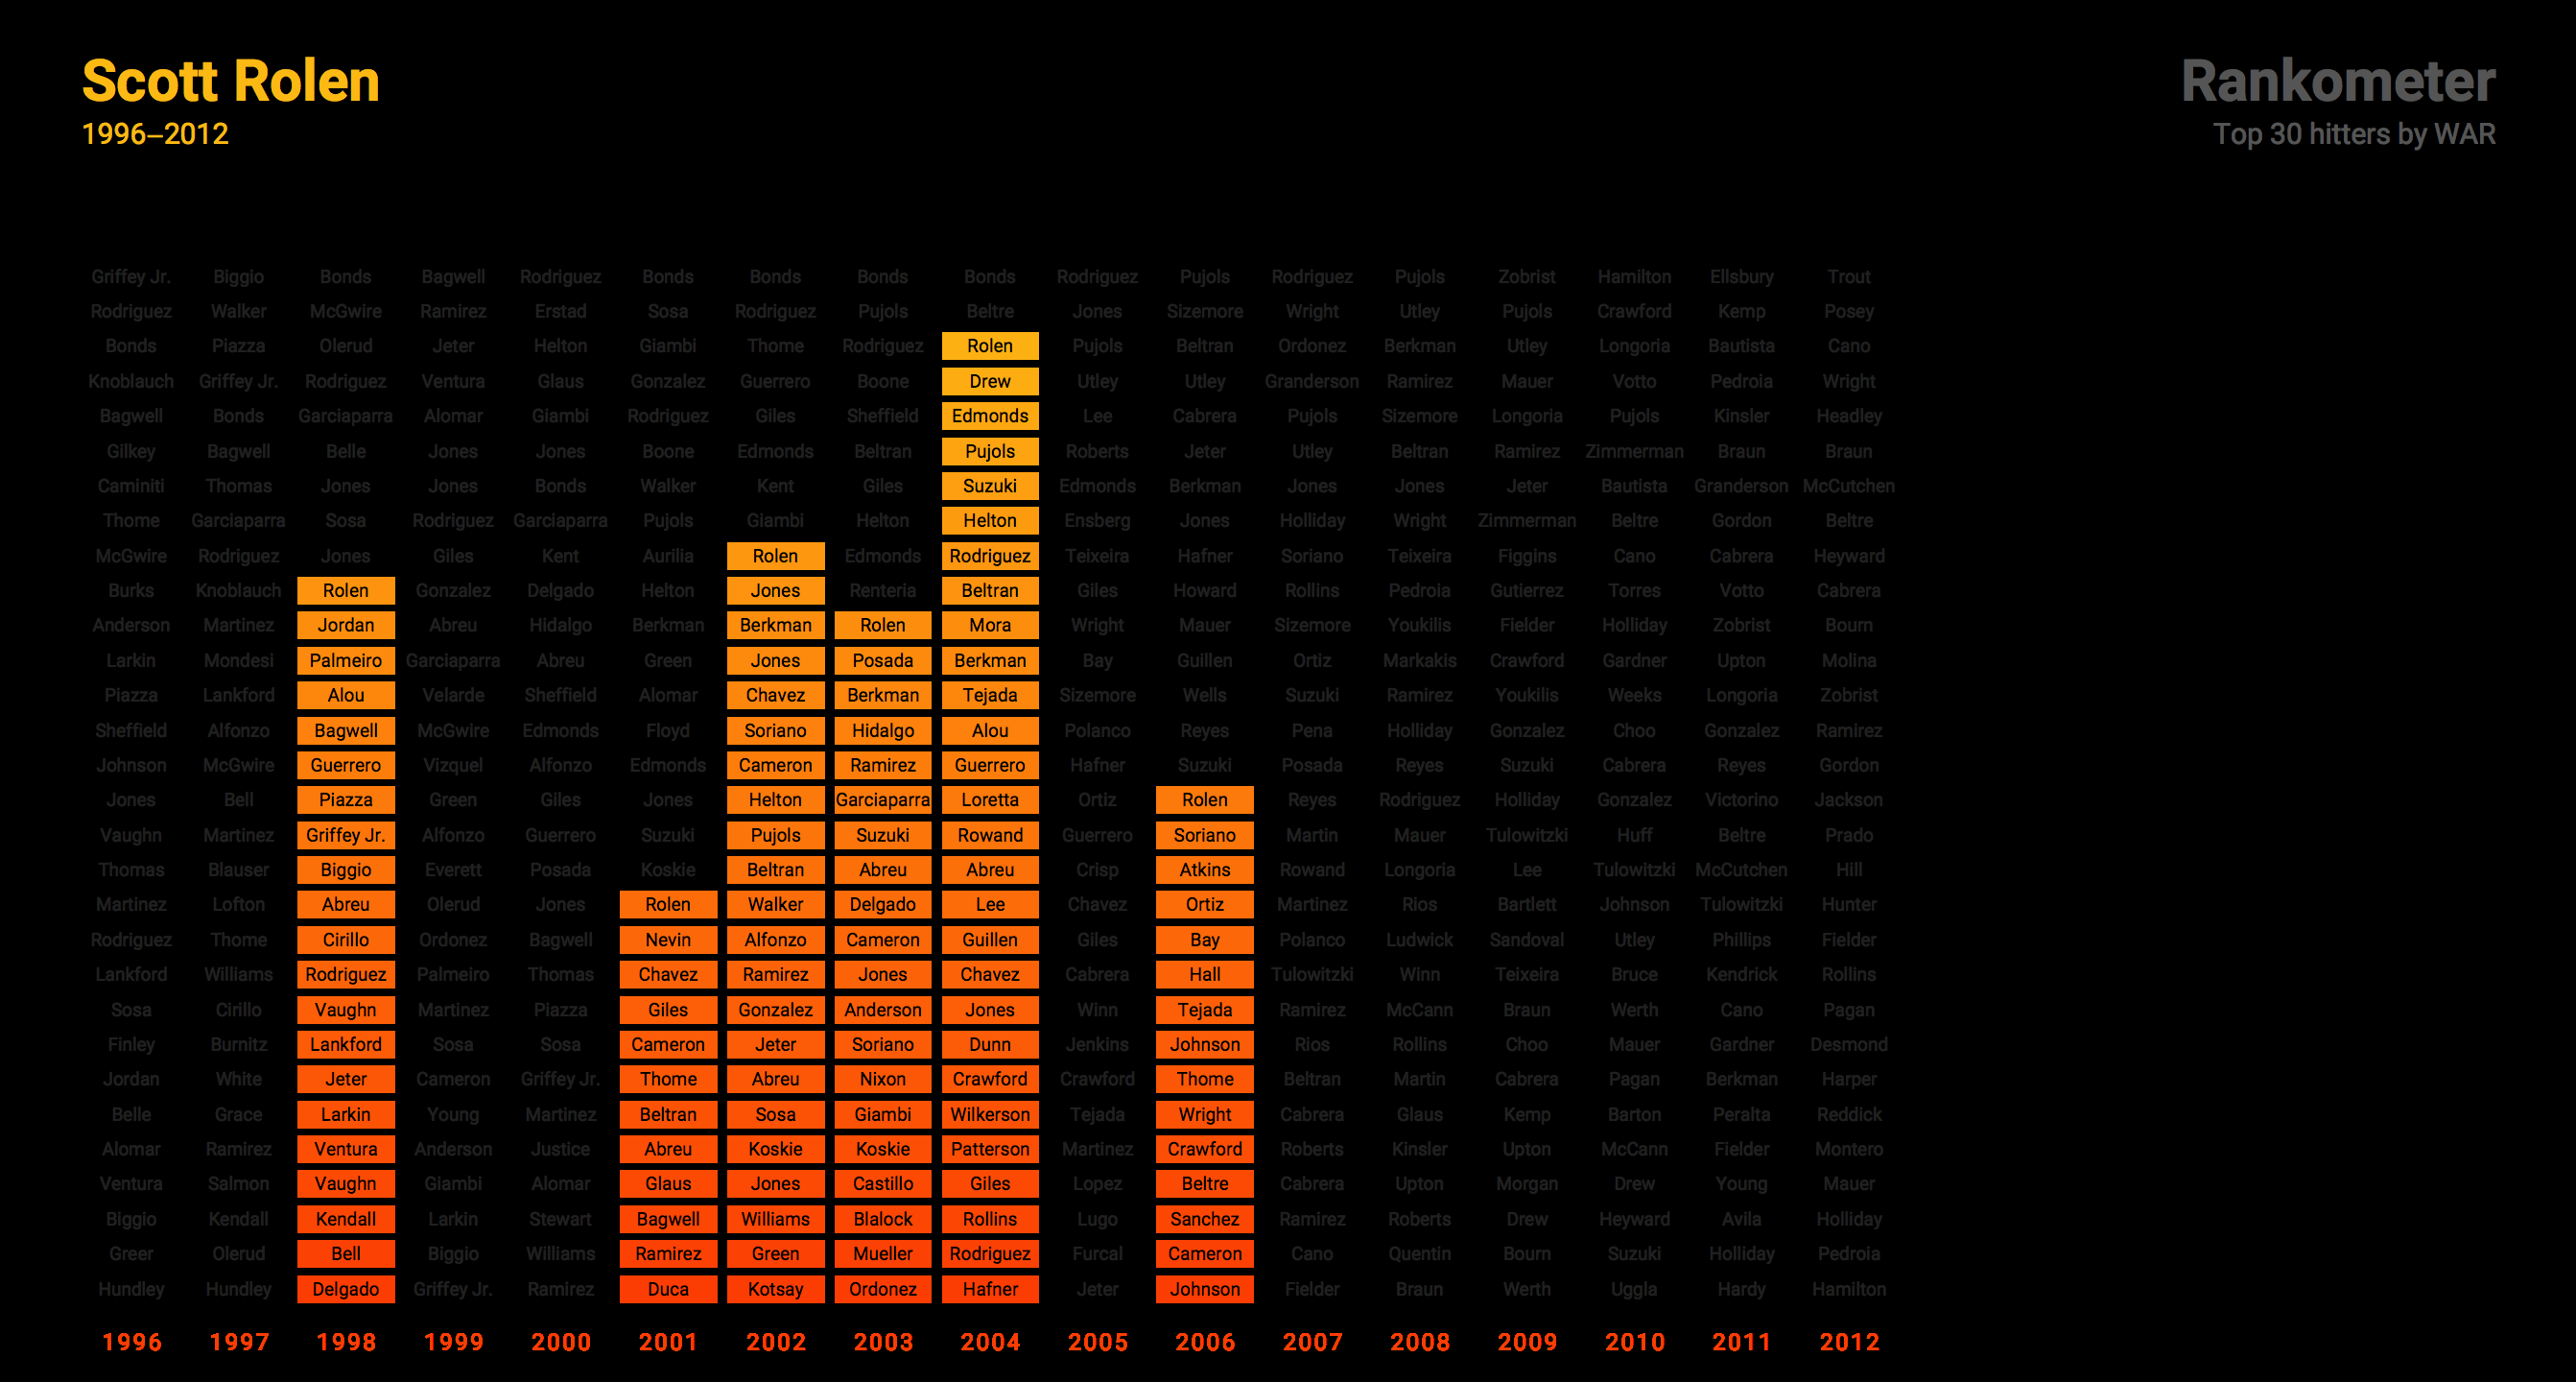 Scott Rolen
1996–2012
Rankometer
Top 30 hitters by WAR
Griffey Jr. Biggio Bonds Bagwell Rodriguez Bonds Bonds Bonds Bonds Rodriguez Pujols Rodriguez Pujols Zobrist Hamilton Ellsbury Trout
Rodriguez Walker McGwire Ramirez Erstad Sosa Rodriguez Pujols Beltre Jones Sizemore Wright Utley Pujols Crawford Kemp Posey
Bonds Piazza Olerud Jeter Helton Giambi Thome Rodriguez Rolen Pujols Beltran Ordonez Berkman Utley Longoria Bautista Cano
Knoblauch Griffey Jr. Rodriguez Ventura Glaus Gonzalez Guerrero Boone Drew Utley Utley Granderson Ramirez Mauer Votto Pedroia Wright
Bagwell Bonds Garciaparra Alomar Giambi Rodriguez Giles Sheffield Edmonds Lee Cabrera Pujols Sizemore Longoria Pujols Kinsler Headley
Gilkey Bagwell Belle Jones Jones Boone Edmonds Beltran Pujols Roberts Jeter Utley Beltran Ramirez Zimmerman Braun Braun
Caminiti Thomas Jones Jones Bonds Walker Kent Giles Suzuki Edmonds Berkman Jones Jones Jeter Bautista Granderson McCutchen
Thome Garciaparra Sosa Rodriguez Garciaparra Pujols Giambi Helton Helton Ensberg Jones Holliday Wright Zimmerman Beltre Gordon Beltre
McGwire Rodriguez Jones Giles Kent Aurilia Rolen Edmonds Rodriguez Teixeira Hafner Soriano Teixeira Figgins Cano Cabrera Heyward
Burks Knoblauch Rolen Gonzalez Delgado Helton Jones Renteria Beltran Giles Howard Rollins Pedroia Gutierrez Torres Votto Cabrera
Anderson Martinez Jordan Abreu Hidalgo Berkman Berkman Rolen Mora Wright Mauer Sizemore Youkilis Fielder Holliday Zobrist Bourn
Larkin Mondesi Palmeiro Garciaparra Abreu Green Jones Posada Berkman Bay Guillen Ortiz Markakis Crawford Gardner Upton Molina
Piazza Lankford Alou Velarde Sheffield Alomar Chavez Berkman Tejada Sizemore Wells Suzuki Ramirez Youkilis Weeks Longoria Zobrist
Sheffield Alfonzo Bagwell McGwire Edmonds Floyd Soriano Hidalgo Alou Polanco Reyes Pena Holliday Gonzalez Choo Gonzalez Ramirez
Johnson McGwire Guerrero Vizquel Alfonzo Edmonds Cameron Ramirez Guerrero Hafner Suzuki Posada Reyes Suzuki Cabrera Reyes Gordon
Jones Bell Piazza Green Giles Jones Helton Garciaparra Loretta Ortiz Rolen Reyes Rodriguez Holliday Gonzalez Victorino Jackson
Vaughn Martinez Griffey Jr. Alfonzo Guerrero Suzuki Pujols Suzuki Rowand Guerrero Soriano Martin Mauer Tulowitzki Huff Beltre Prado
Thomas Blauser Biggio Everett Posada Koskie Beltran Abreu Abreu Crisp Atkins Rowand Longoria Lee Tulowitzki McCutchen Hill
Martinez Lofton Abreu Olerud Jones Rolen Walker Delgado Lee Chavez Ortiz Martinez Rios Bartlett Johnson Tulowitzki Hunter
Rodriguez Thome Cirillo Ordonez Bagwell Nevin Alfonzo Cameron Guillen Giles Bay Polanco Ludwick Sandoval Utley Phillips Fielder
Lankford Williams Rodriguez Palmeiro Thomas Chavez Ramirez Jones Chavez Cabrera Hall Tulowitzki Winn Teixeira Bruce Kendrick Rollins
Sosa Cirillo Vaughn Martinez Piazza Giles Gonzalez Anderson Jones Winn Tejada Ramirez McCann Braun Werth Cano Pagan
Finley Burnitz Lankford Sosa Sosa Cameron Jeter Soriano Dunn Jenkins Johnson Rios Rollins Choo Mauer Gardner Desmond
Jordan White Jeter Cameron Griffey Jr. Thome Abreu Nixon Crawford Crawford Thome Beltran Martin Cabrera Pagan Berkman Harper
Belle Grace Larkin Young Martinez Beltran Sosa Giambi Wilkerson Tejada Wright Cabrera Glaus Kemp Barton Peralta Reddick
Alomar Ramirez Ventura Anderson Justice Abreu Koskie Koskie Patterson Martinez Crawford Roberts Kinsler Upton McCann Fielder Montero
Ventura Salmon Vaughn Giambi Alomar Glaus Jones Castillo Giles Lopez Beltre Cabrera Upton Morgan Drew Young Mauer
Biggio Kendall Kendall Larkin Stewart Bagwell Williams Blalock Rollins Lugo Sanchez Ramirez Roberts Drew Heyward Avila Holliday
Greer Olerud Bell Biggio Williams Ramirez Green Mueller Rodriguez Furcal Cameron Cano Quentin Bourn Suzuki Holliday Pedroia
Hundley Hundley Delgado Griffey Jr. Ramirez Duca Kotsay Ordonez Hafner Jeter Johnson Fielder Braun Werth Uggla Hardy Hamilton
1996 1997 1998 1999 2000 2001 2002 2003 2004 2005 2006 2007 2008 2009 2010 2011 2012